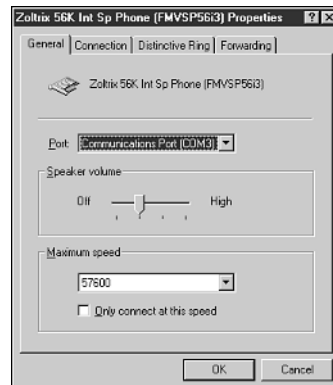 Zoltrix 56K Int Sp Phone (FMVSP56i3) Properties
General Connection Distinctive Ring Forwarding
Zoltrix 56K Int Sp Phone (FMVSP56i3)
Port: Communications Port (COM3)
Speaker volume
Off High
Maximum speed
57600
Only connect at this speed
OK Cancel